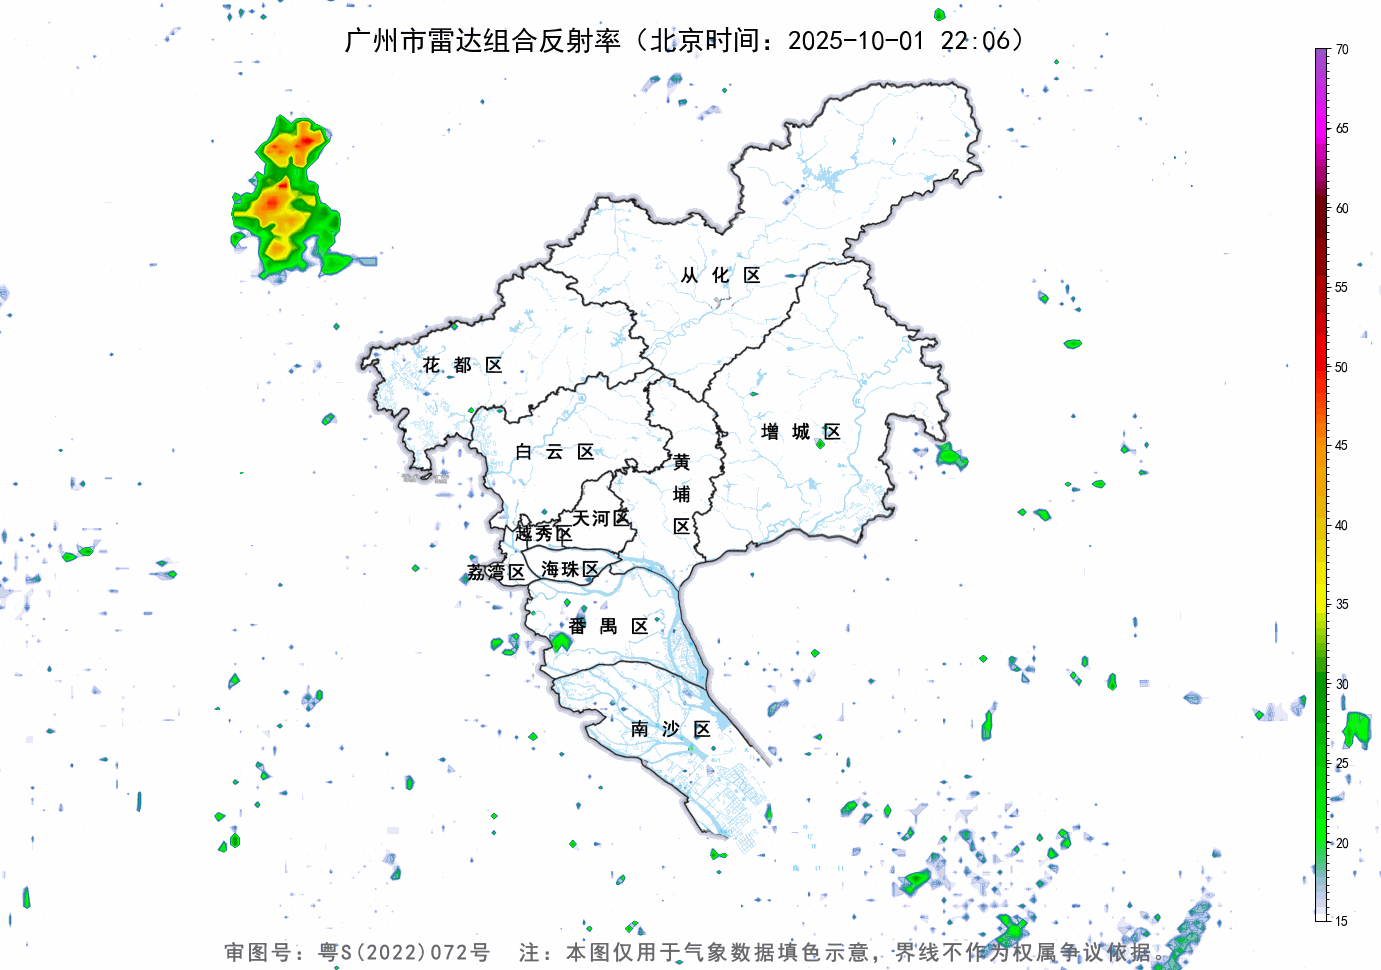 广州市雷达组合反射率（北京时间：2025-10-01 22:06）
70
65
60
55
50
45
40
35
30
25
20
15
从化区
花都区
增城区
白云区
黄埔区
天河区
越秀区
荔湾区
海珠区
番禺区
南沙区
审图号：粤S(2022)072号 注：本图仅用于气象数据填色示意，界线不作为权属争议依据。